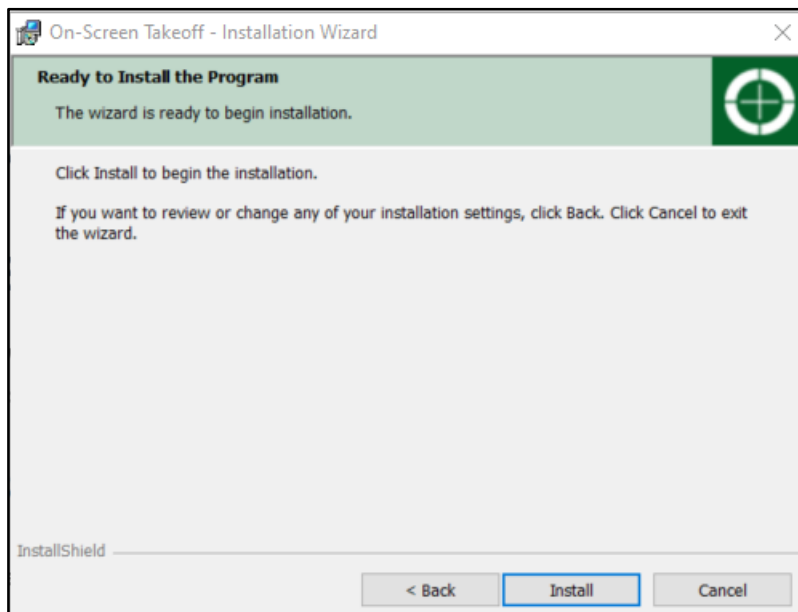 On-Screen Takeoff - Installation Wizard
Ready to Install the Program
The wizard is ready to begin installation.
Click Install to begin the installation.
If you want to review or change any of your installation settings, click Back. Click Cancel to exit
the wizard.
InstallShield
< Back
Install
Cancel